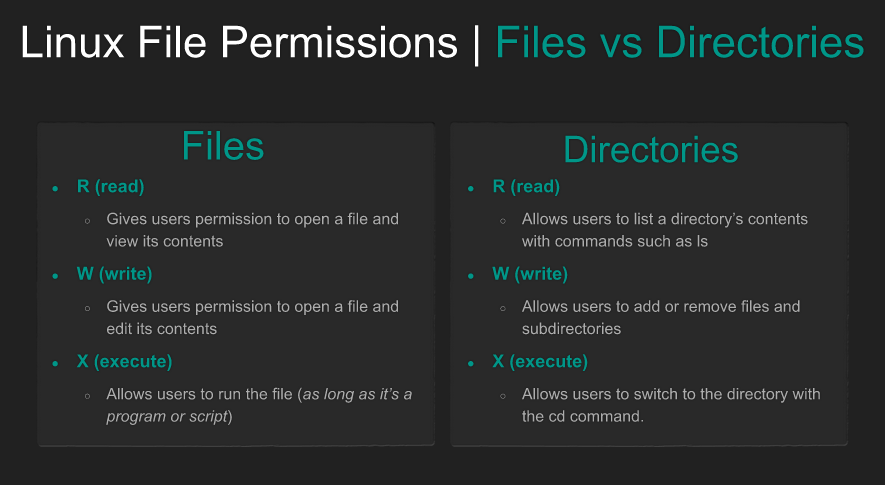 Linux File Permissions | Files vs Directories
Files
• R (read)
○ Gives users permission to open a file and
view its contents
• W (write)
○ Gives users permission to open a file and
edit its contents
• X (execute)
○ Allows users to run the file (as long as it's a
program or script)
Directories
• R (read)
○ Allows users to list a directory's contents
with commands such as ls
• W (write)
○ Allows users to add or remove files and
subdirectories
• X (execute)
○ Allows users to switch to the directory with
the cd command.